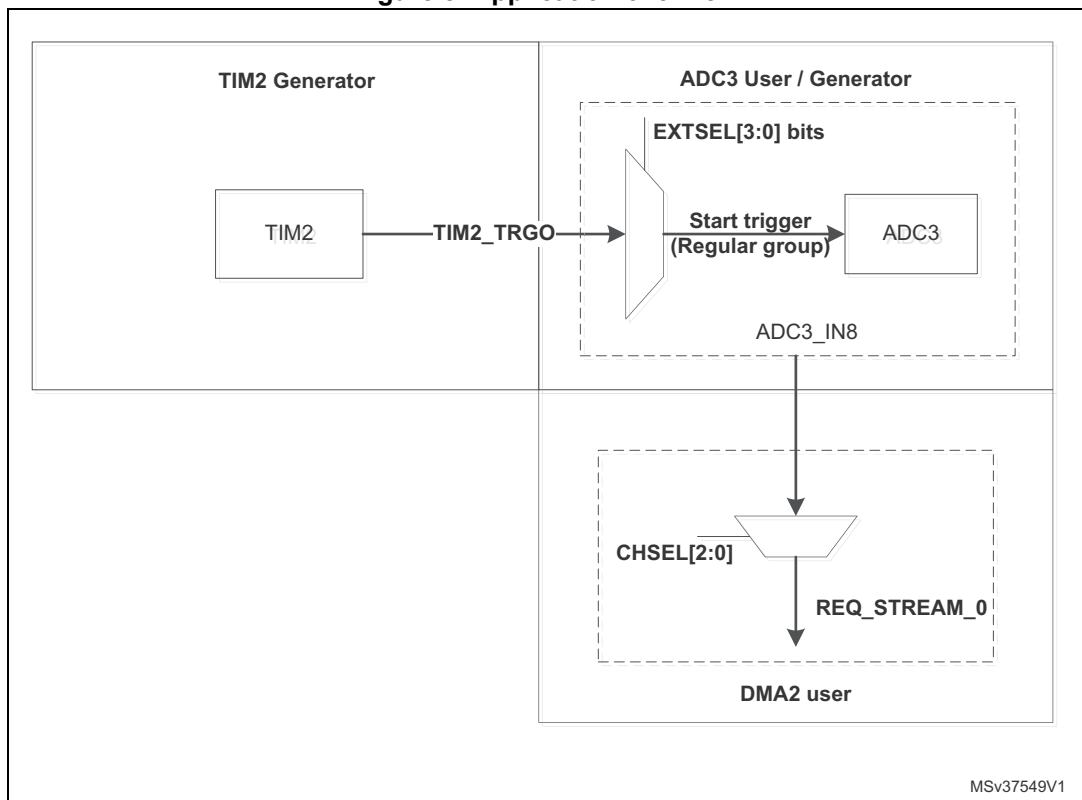 TIM2 Generator
ADC3 User / Generator
EXTSEL[3:0] bits
TIM2
TIM2_TRGO
Start trigger
(Regular group)
ADC3
ADC3_IN8
CHSEL[2:0]
REQ_STREAM_0
DMA2 user
MSv37549V1